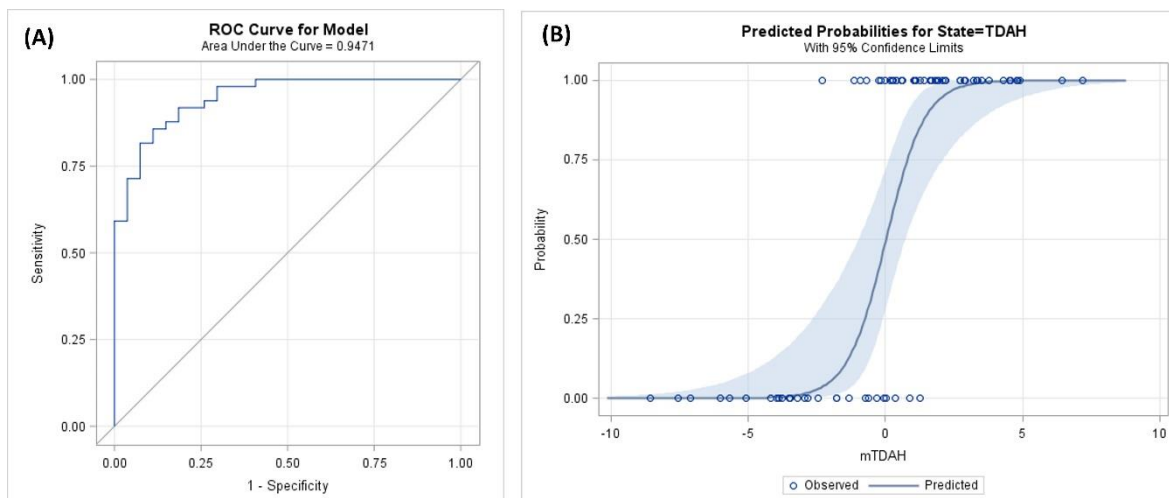 (A)
ROC Curve for Model
Area Under the Curve = 0.9471
1.00
0.75
0.50
0.25
0.00
Sensitivity
0.00 0.25 0.50 0.75 1.00
1 - Specificity
(B)
Predicted Probabilities for State=TDAH
With 95% Confidence Limits
1.00
0.75
0.50
0.25
0.00
Probability
-10 -5 0 5 10
mTDAH
Observed Predicted